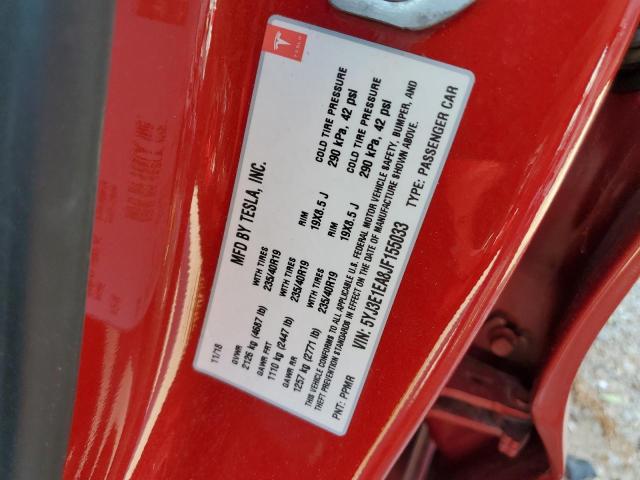 TESLA
MFD BY TESLA, INC.
11/18
GVWR
2126 kg (4687 lb)
WITH TIRES
235/40R19
GAWR FRT
1110 kg (2447 lb)
WITH TIRES
235/40R19
RIM
19X8.5 J
COLD TIRE PRESSURE
290 kPa, 42 psi
GAWR RR
1257 kg (2771 lb)
WITH TIRES
235/40R19
RIM
19X8.5 J
COLD TIRE PRESSURE
290 kPa, 42 psi
THIS VEHICLE CONFORMS TO ALL APPLICABLE U.S. FEDERAL MOTOR VEHICLE SAFETY, BUMPER, AND
THEFT PREVENTION STANDARDS IN EFFECT ON THE DATE OF MANUFACTURE SHOWN ABOVE.
VIN: 5YJ3E1EA8JF155033
TYPE: PASSENGER CAR
PNT: PPMR